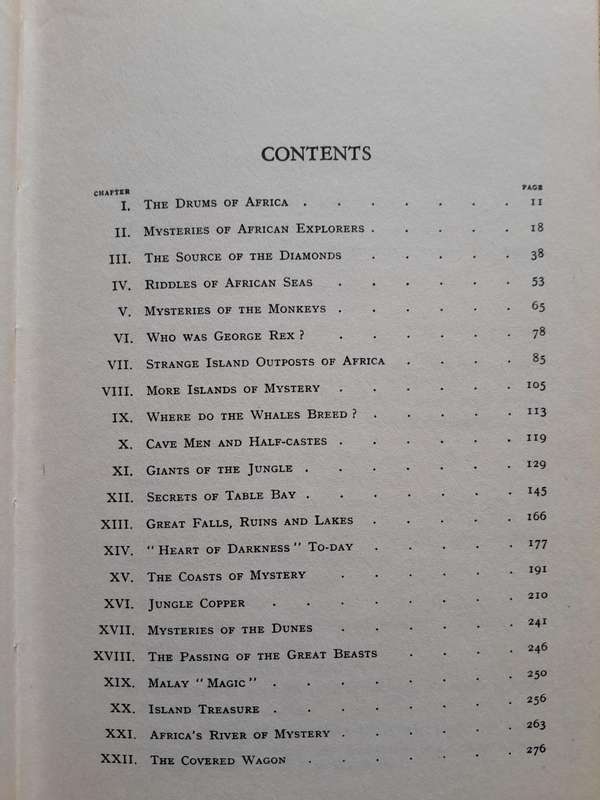 CONTENTS
CHAPTER PAGE
I. THE DRUMS OF AFRICA . . . . . . . 11
II. MYSTERIES OF AFRICAN EXPLORERS . . . . . 18
III. THE SOURCE OF THE DIAMONDS . . . . . 38
IV. RIDDLES OF AFRICAN SEAS . . . . . . 53
V. MYSTERIES OF THE MONKEYS . . . . . . 65
VI. WHO WAS GEORGE REX ? . . . . . . 78
VII. STRANGE ISLAND OUTPOSTS OF AFRICA . . . . 85
VIII. MORE ISLANDS OF MYSTERY . . . . . . 105
IX. WHERE DO THE WHALES BREED ? . . . . . 113
X. CAVE MEN AND HALF-CASTES . . . . . . 119
XI. GIANTS OF THE JUNGLE . . . . . . . 129
XII. SECRETS OF TABLE BAY . . . . . . . 145
XIII. GREAT FALLS, RUINS AND LAKES . . . . . 166
XIV. "HEART OF DARKNESS" TO-DAY . . . . . 177
XV. THE COASTS OF MYSTERY . . . . . . 191
XVI. JUNGLE COPPER . . . . . . . . 210
XVII. MYSTERIES OF THE DUNES . . . . . . 241
XVIII. THE PASSING OF THE GREAT BEASTS . . . . 246
XIX. MALAY "MAGIC" . . . . . . . . 250
XX. ISLAND TREASURE . . . . . . . . 256
XXI. AFRICA'S RIVER OF MYSTERY . . . . . . 263
XXII. THE COVERED WAGON . . . . . . . 276